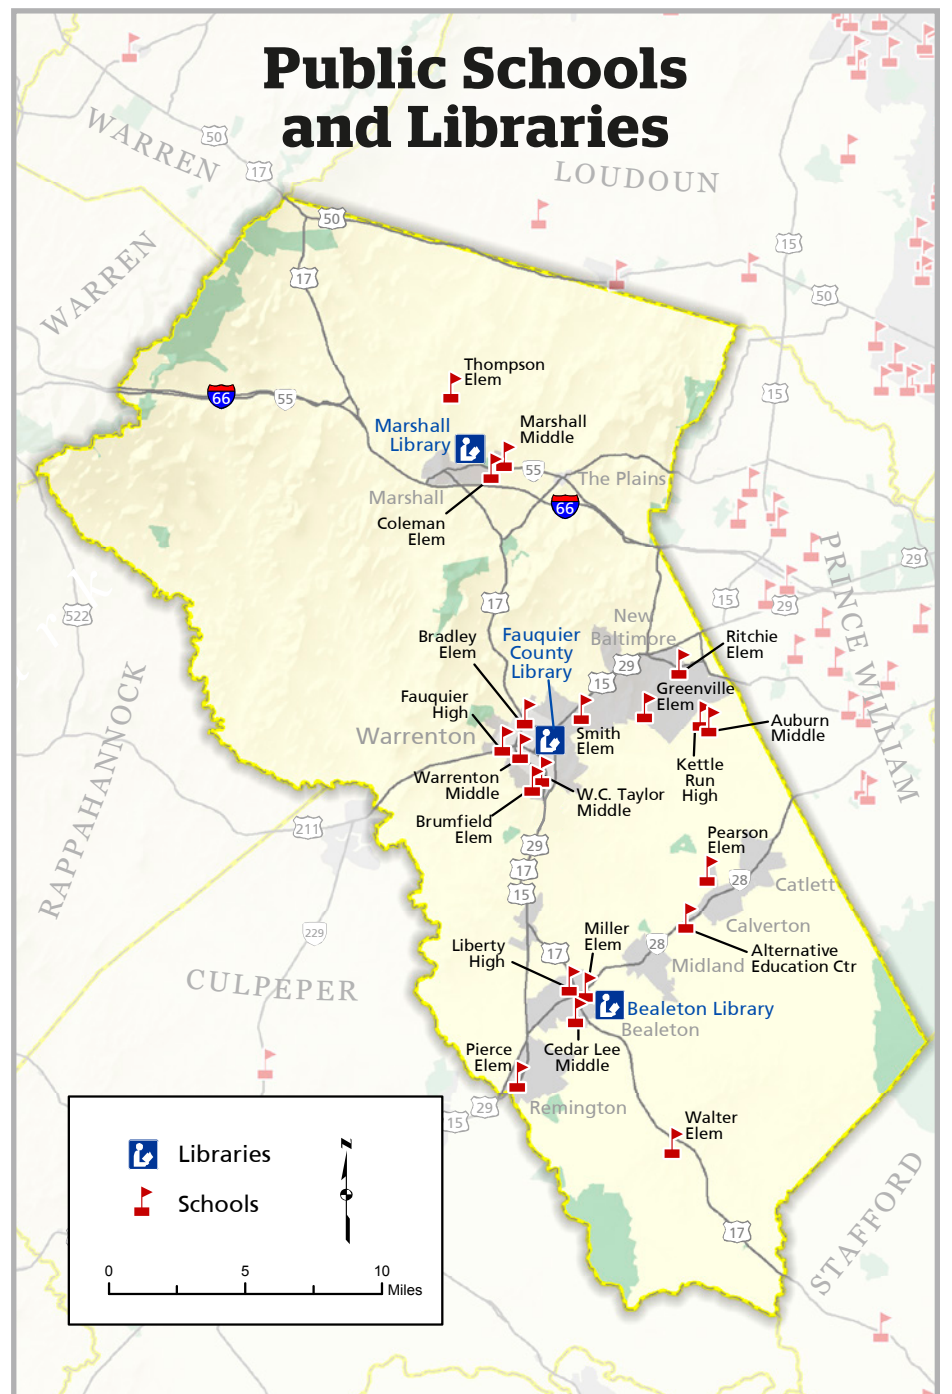 Public Schools
and Libraries
WARREN
50
17
LOUDOUN
50
15
WARREN
17
50
Thompson
Elem
66
55
15
Marshall
Library
Marshall
Middle
55
The Plains
Marshall
66
Coleman
Elem
PRINCE WILLIAM
29
rk
522
17
15
29
New
Baltimore
Bradley
Elem
Fauquier
County
Library
Ritchie
Elem
29
15
Greenville
Elem
Fauquier
High
Auburn
Middle
Warrenton
Smith
Elem
Kettle
Run
High
RAPPAHANNOCK
Warrenton
Middle
W.C. Taylor
Middle
Brumfield
Elem
211
Pearson
Elem
29
17
15
28
Catlett
Calverton
229
Miller
Elem
Liberty
High
28
17
Alternative
Education Ctr
Midland
CULPEPER
Bealeton Library
Bealeton
Pierce
Elem
Cedar Lee
Middle
Remington
29
15
Walter
Elem
Libraries
N
Schools
STAFFORD
17
0 5 10
Miles